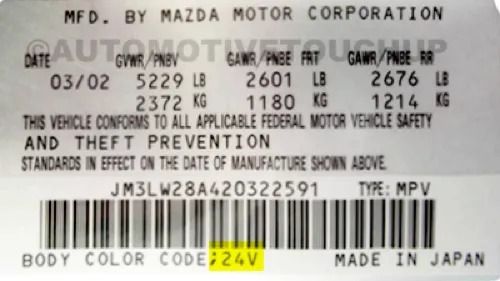 MFD. BY MAZDA MOTOR CORPORATION
©AUTOMOTIVETOUCHUP
DATE GVWR/PNBV GAWR/PNBE FRT GAWR/PNBE RR
03/02 5229 LB 2601 LB 2676 LB
2372 KG 1180 KG 1214 KG
THIS VEHICLE CONFORMS TO ALL APPLICABLE FEDERAL MOTOR VEHICLE SAFETY
AND THEFT PREVENTION
STANDARDS IN EFFECT ON THE DATE OF MANUFACTURE SHOWN ABOVE.
JM3LW28A420322591 TYPE: MPV
BODY COLOR CODE;24V MADE IN JAPAN